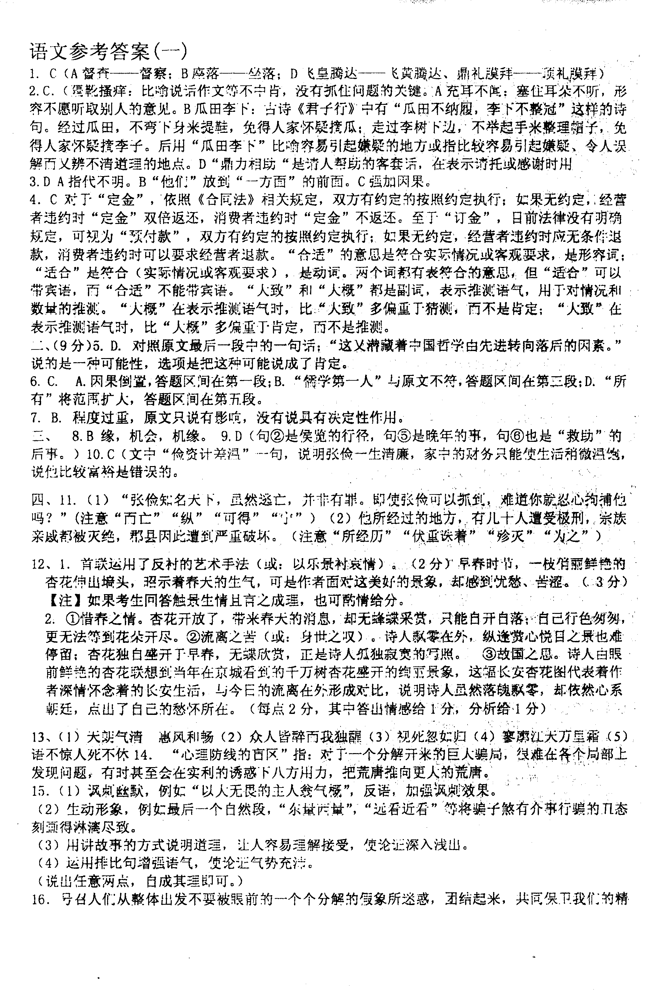 语文参考答案(一)
1. C（A 督查——督察；B 座落——坐落；D 飞皇腾达——飞黄腾达、鼎礼膜拜——顶礼膜拜）
2.C.（隔靴搔痒：比喻说话作文等不中肯，没有抓住问题的关键。A 充耳不闻：塞住耳朵不听，形
容不愿听取别人的意见。B 瓜田李下：古诗《君子行》中有“瓜田不纳履，李下不整冠”这样的诗
句。经过瓜田，不弯下身来提鞋，免得人家怀疑摘瓜；走过李树下边，不举起手来整理帽子，免
得人家怀疑摘李子。后用“瓜田李下”比喻容易引起嫌疑的地方或指比较容易引起嫌疑、令人误
解而又辨不清道理的地点。D“鼎力相助“是请人帮助的客套话，在表示请托或感谢时用
3.D A 指代不明。B“他们”放到“一方面”的前面。C 强加因果。
4. C 对于“定金”，依照《合同法》相关规定，双方有约定的按照约定执行；如果无约定，经营
者违约时“定金”双倍返还，消费者违约时“定金”不返还。至于“订金”，目前法律没有明确
规定，可视为“预付款”，双方有约定的按照约定执行；如果无约定，经营者违约时应无条件退
款，消费者违约时可以要求经营者退款。“合适”的意思是符合实际情况或客观要求，是形容词；
“适合”是符合（实际情况或客观要求），是动词。两个词都有表符合的意思，但“适合”可以
带宾语，而“合适”不能带宾语。“大致”和“大概”都是副词，表示推测语气，用于对情况和
数量的推测。“大概”在表示推测语气时，比“大致”多偏重于猜测，而不是肯定；“大致”在
表示推测语气时，比“大概”多偏重于肯定，而不是推测。
二、(9 分)5. D. 对照原文最后一段中的一句话：“这又潜藏着中国哲学由先进转向落后的因素。”
说的是一种可能性，选项是把这种可能说成了肯定。
6. C. A. 因果倒置，答题区间在第一段；B. “儒学第一人”与原文不符，答题区间在第三段；D. “所
有”将范围扩大，答题区间在第五段。
7. B. 程度过重，原文只说有影响，没有说具有决定性作用。
三、 8.B 缘，机会，机缘。 9.D（句②是侯览的行径，句⑤是晚年的事，句⑥也是“救助”的
后事。）10.C（文中“俭资计差温”一句，说明张俭一生清廉，家中的财务只能使生活稍微温饱，
说他比较富裕是错误的。
四、11.（1）“张俭知名天下，虽然逃亡，并非有罪。即使张俭可以抓到，难道你就忍心拘捕他
吗？”(注意“而亡”“纵”“可得”“宁”）（2）他所经过的地方，有几十人遭受极刑，宗族
亲戚都被灭绝，郡县因此遭到严重破坏。（注意“所经历”“伏重诛着”“殄灭”“为之”）
12、1. 首联运用了反衬的艺术手法（或：以乐景衬哀情）。（2 分）早春时节，一枝俏丽鲜艳的
杏花伸出墙头，昭示着春天的生气，可是作者面对这美好的景象，却感到忧愁、苦涩。（ 3 分）
【注】如果考生回答触景生情且言之成理，也可酌情给分。
2. ①惜春之情。杏花开放了，带来春天的消息，却无蜂蝶采赏，只能自开自落；自己行色匆匆，
更无法等到花朵开尽。②流离之苦（或：身世之叹）。诗人飘零在外，纵逢赏心悦目之景也难
停留；杏花独自盛开于早春，无蝶欣赏，正是诗人孤独寂寞的写照。 ③故国之思。诗人由眼
前鲜艳的杏花联想到当年在京城看到的千万树杏花盛开的绚丽景象，这幅长安杏花图代表着作
者深情怀念着的长安生活，与今日的流离在外形成对比，说明诗人虽然落魄飘零，却依然心系
朝廷，点出了自己的愁怀所在。（每点 2 分，其中答出情感给 1 分，分析给 1 分）
13、（1）天朗气清 惠风和畅（2）众人皆醉而我独醒（3）视死忽如归（4）寥廓江天万里霜（5）
语不惊人死不休 14. “心理防线的盲区”指：对于一个分解开来的巨大骗局，很难在各个局部上
发现问题，有时甚至会在实利的诱惑下八方用力，把荒唐推向更大的荒唐。
15.（1）讽刺幽默，例如“以大无畏的主人翁气概”，反语，加强讽刺效果。
（2）生动形象，例如最后一个自然段，“东量西量”，“远看近看”等将骗子煞有介事行骗的丑态
刻画得淋漓尽致。
（3）用讲故事的方式说明道理，让人容易理解接受，使论证深入浅出。
（4）运用排比句增强语气，使论证气势充沛。
（说出任意两点，自成其理即可。）
16. 号召人们从整体出发不要被眼前的一个个分解的假象所迷惑，团结起来，共同保卫我们的精